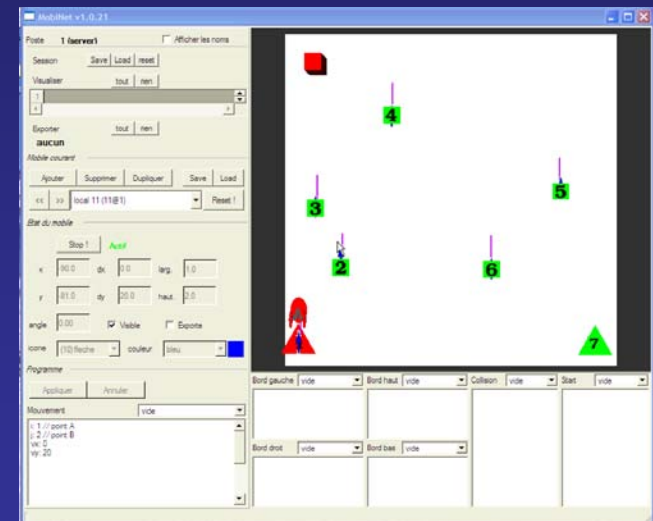 MobiNet v1.0.21
Poste 1 (server) Afficher les noms
Session Save Load reset
Visualiser tout rien
1
Exporter tout rien
aucun
Mobile courant
Ajouter Supprimer Dupliquer Save Load
<< >> local 11 (11@1) Reset !
Etat du mobile
Stop ! Actif
x -90.0 dx 0.0 larg. 1.0
y -81.0 dy 20.0 haut. 2.0
angle 0.00 Visible Exporte
icone (10) fleche couleur bleu
Programme
Appliquer Annuler
Mouvement vide
i: 1 // point A
j: 2 // point B
vx: 0
vy: 20
4
5
3
2
6
7
Bord gauche vide Bord haut vide Collision vide Start vide
Bord droit vide Bord bas vide